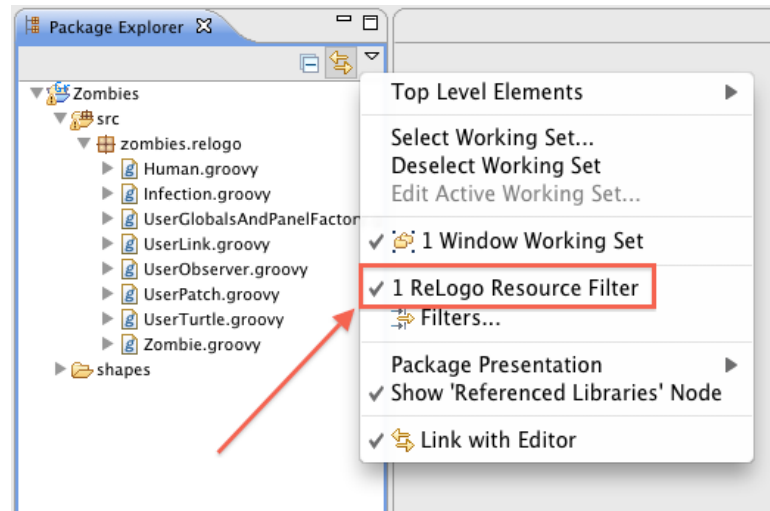 Package Explorer
Zombies
src
zombies.relogo
Human.groovy
Infection.groovy
UserGlobalsAndPanelFactor
UserLink.groovy
UserObserver.groovy
UserPatch.groovy
UserTurtle.groovy
Zombie.groovy
shapes
Top Level Elements
Select Working Set...
Deselect Working Set
Edit Active Working Set...
1 Window Working Set
1 ReLogo Resource Filter
Filters...
Package Presentation
Show 'Referenced Libraries' Node
Link with Editor